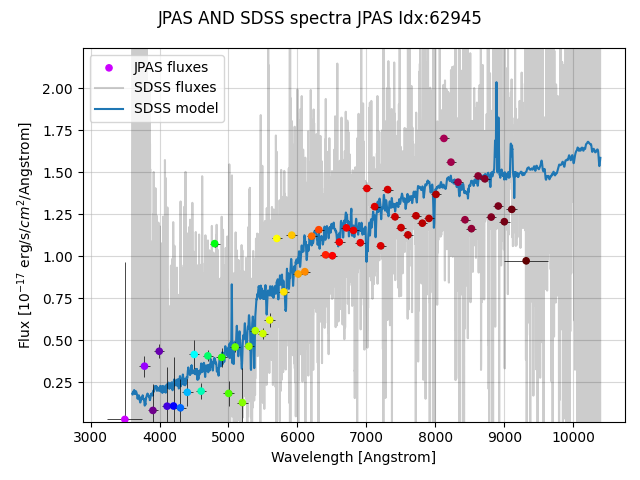 JPAS AND SDSS spectra JPAS Idx:62945
JPAS fluxes
SDSS fluxes
SDSS model
2.00
1.75
1.50
1.25
1.00
0.75
0.50
0.25
Flux [10⁻¹⁷ erg/s/cm²/Angstrom]
3000 4000 5000 6000 7000 8000 9000 10000
Wavelength [Angstrom]